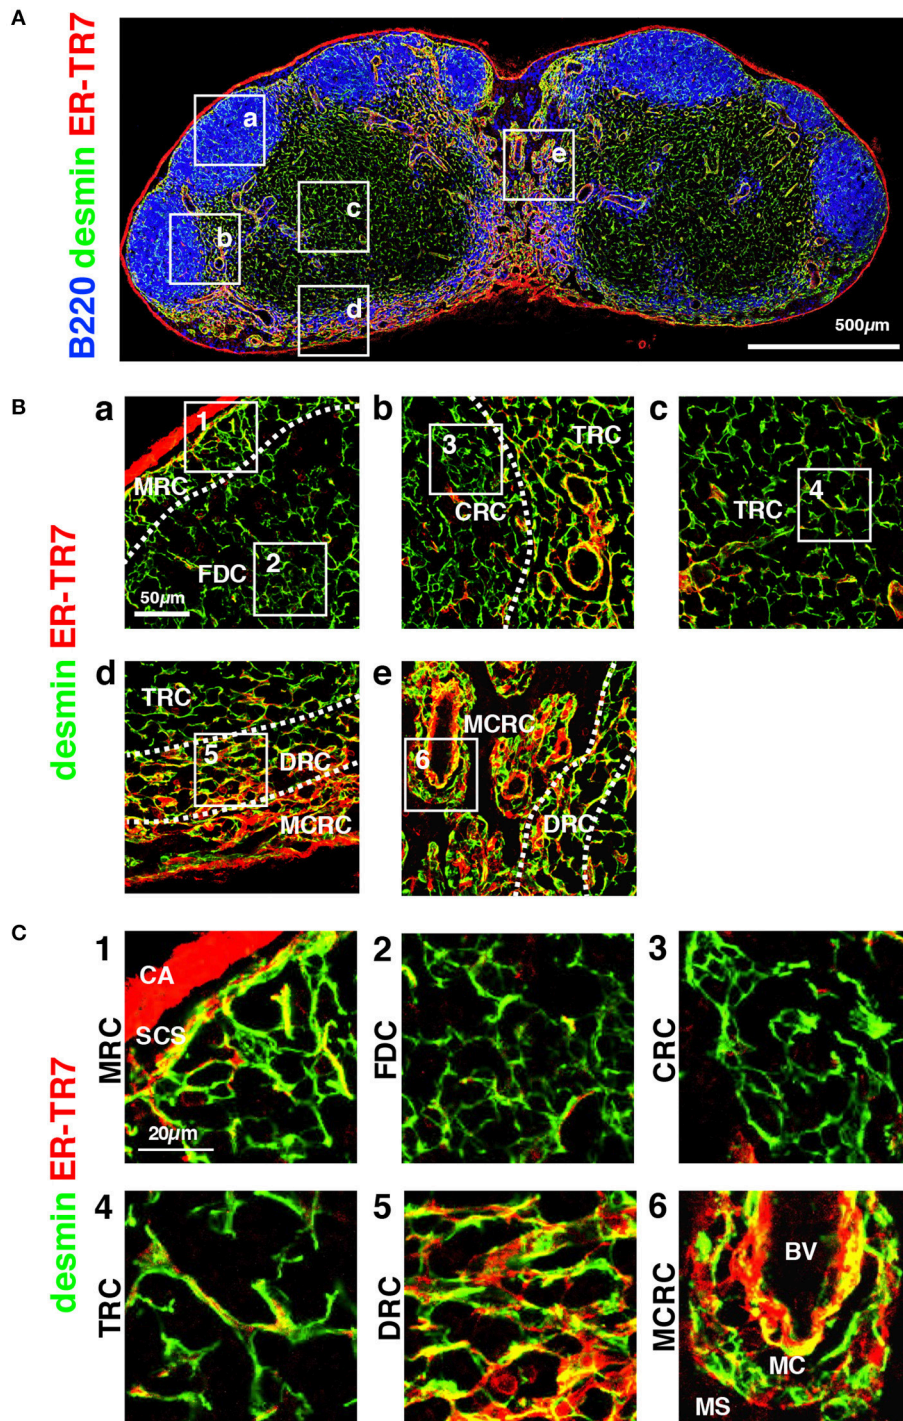 A
B220 desmin ER-TR7
a
b
c
d
e
500µm
B
desmin ER-TR7
a
1
MRC
FDC
2
50µm
b
3
TRC
CRC
c
TRC
4
d
TRC
5
DRC
MCRC
e
MCRC
6
DRC
C
desmin ER-TR7
1
CA
SCS
MRC
20µm
2
FDC
3
CRC
4
TRC
5
DRC
6
BV
MC
MS
MCRC